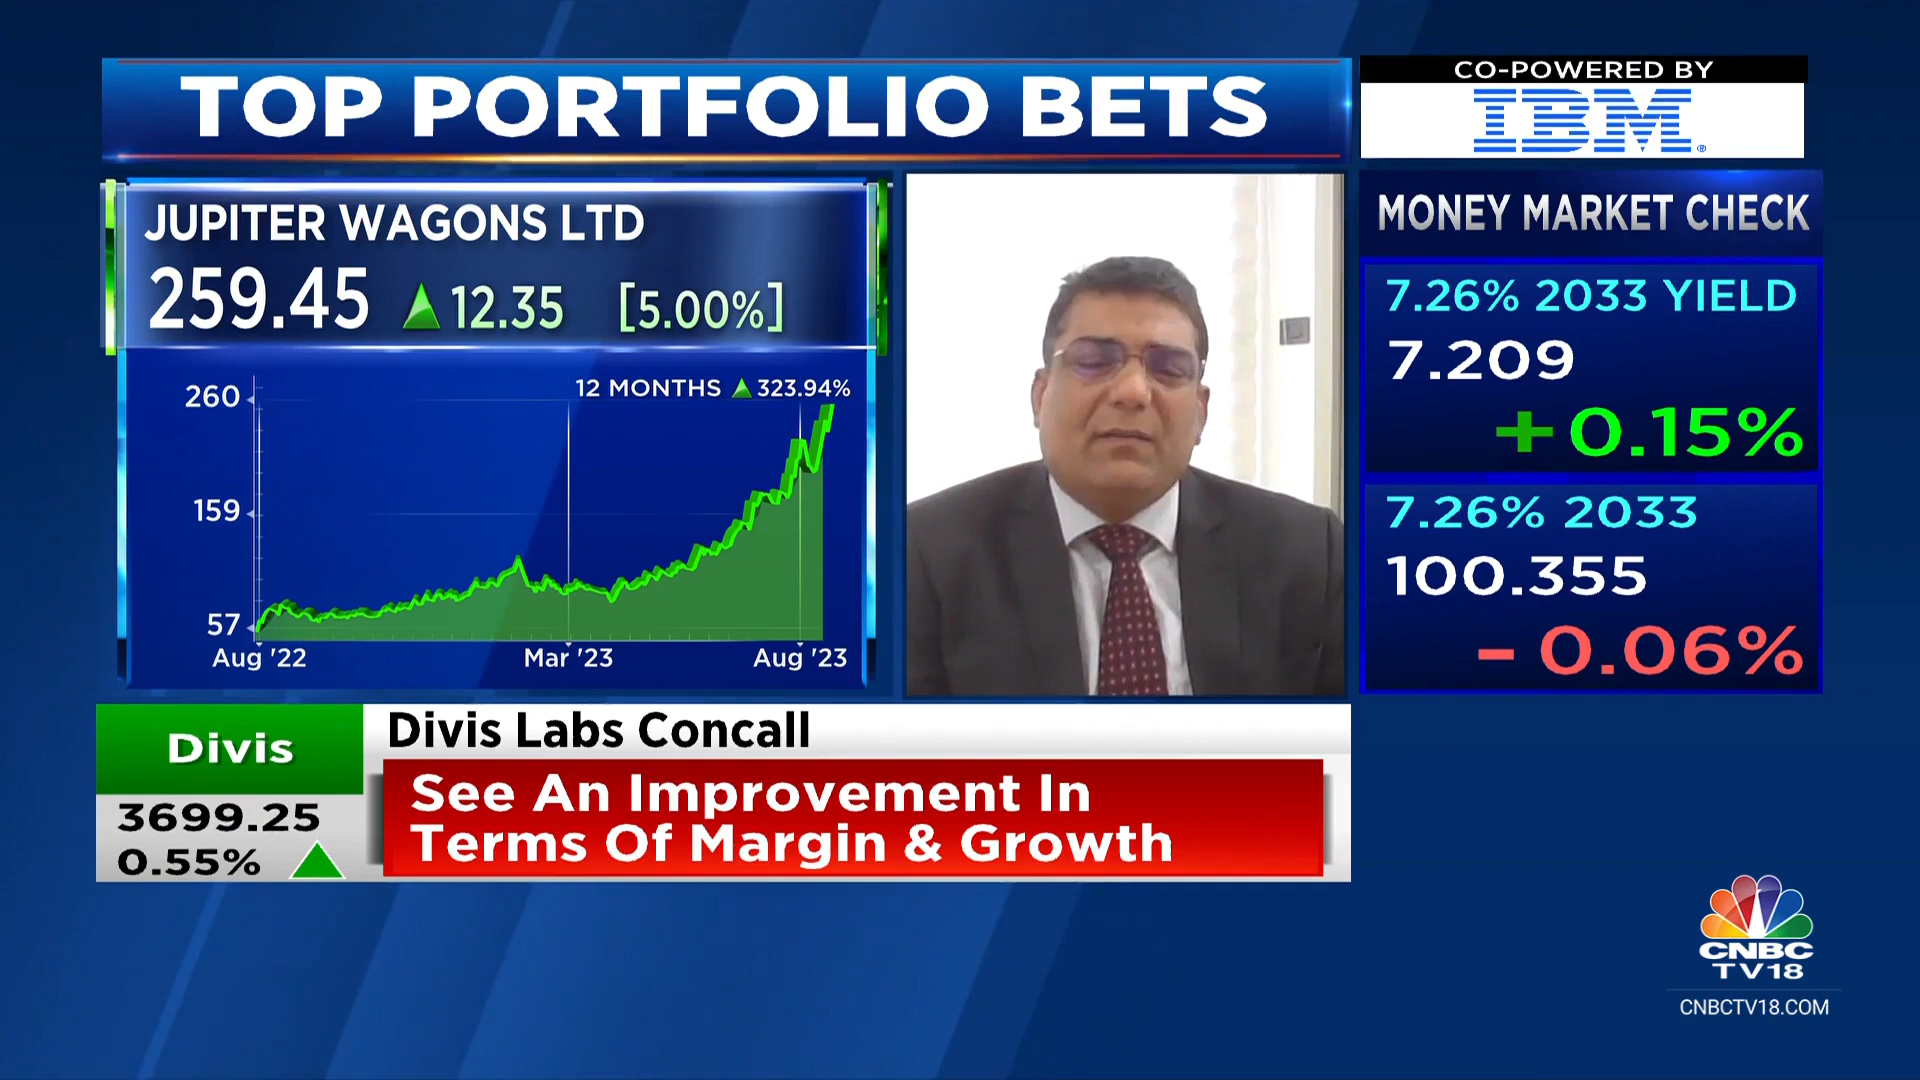 TOP PORTFOLIO BETS
CO-POWERED BY
IBM®
JUPITER WAGONS LTD
259.45 ▲ 12.35 [5.00%]
12 MONTHS ▲ 323.94%
260
159
57
Aug '22 Mar '23 Aug '23
MONEY MARKET CHECK
7.26% 2033 YIELD
7.209
+0.15%
7.26% 2033
100.355
- 0.06%
Divis
3699.25
0.55% ▲
Divis Labs Concall
See An Improvement In
Terms Of Margin & Growth
CNBC
TV18
CNBCTV18.COM